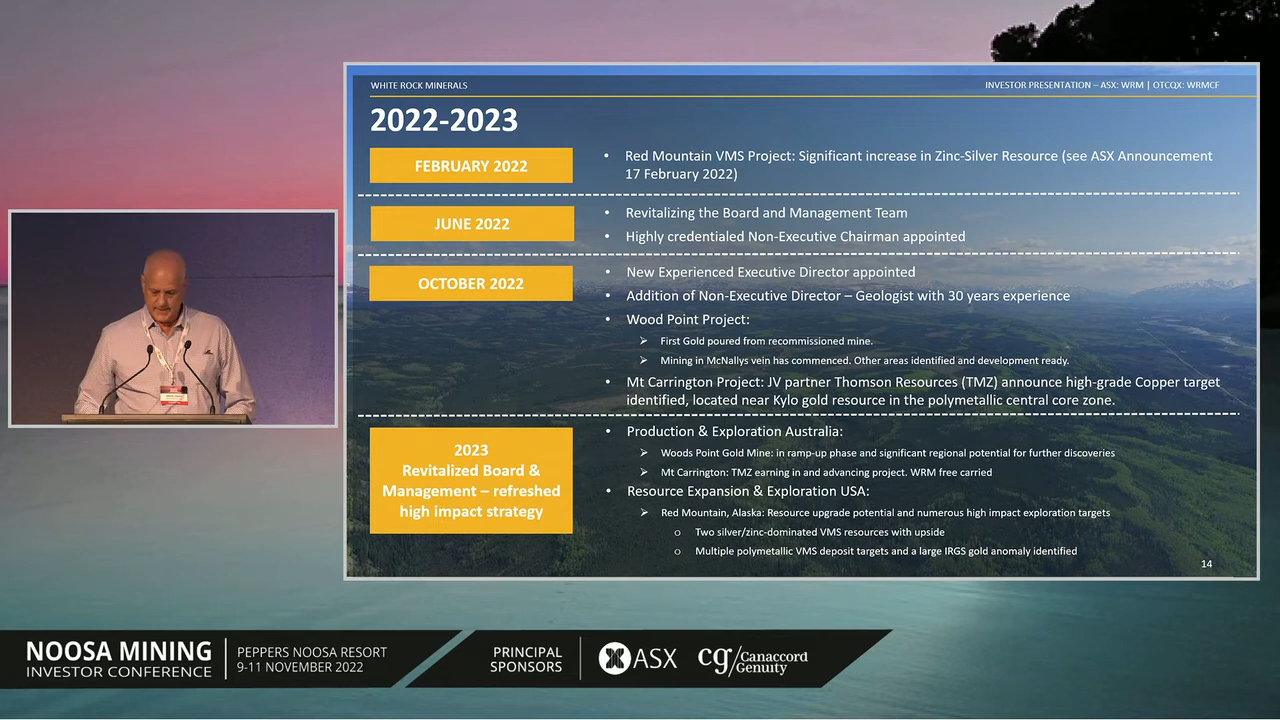 WHITE ROCK MINERALS
INVESTOR PRESENTATION – ASX: WRM | OTCQX: WRMCF
2022-2023
FEBRUARY 2022
• Red Mountain VMS Project: Significant increase in Zinc-Silver Resource (see ASX Announcement
17 February 2022)
JUNE 2022
• Revitalizing the Board and Management Team
• Highly credentialed Non-Executive Chairman appointed
OCTOBER 2022
• New Experienced Executive Director appointed
• Addition of Non-Executive Director – Geologist with 30 years experience
• Wood Point Project:
➢ First Gold poured from recommissioned mine.
➢ Mining in McNallys vein has commenced. Other areas identified and development ready.
• Mt Carrington Project: JV partner Thomson Resources (TMZ) announce high-grade Copper target
identified, located near Kylo gold resource in the polymetallic central core zone.
2023
Revitalized Board &
Management – refreshed
high impact strategy
• Production & Exploration Australia:
➢ Woods Point Gold Mine: in ramp-up phase and significant regional potential for further discoveries
➢ Mt Carrington: TMZ earning in and advancing project. WRM free carried
• Resource Expansion & Exploration USA:
➢ Red Mountain, Alaska: Resource upgrade potential and numerous high impact exploration targets
o Two silver/zinc-dominated VMS resources with upside
o Multiple polymetallic VMS deposit targets and a large IRGS gold anomaly identified
14
NOOSA MINING
INVESTOR CONFERENCE
PEPPERS NOOSA RESORT
9-11 NOVEMBER 2022
PRINCIPAL
SPONSORS
ASX
cg/Canaccord
Genuity